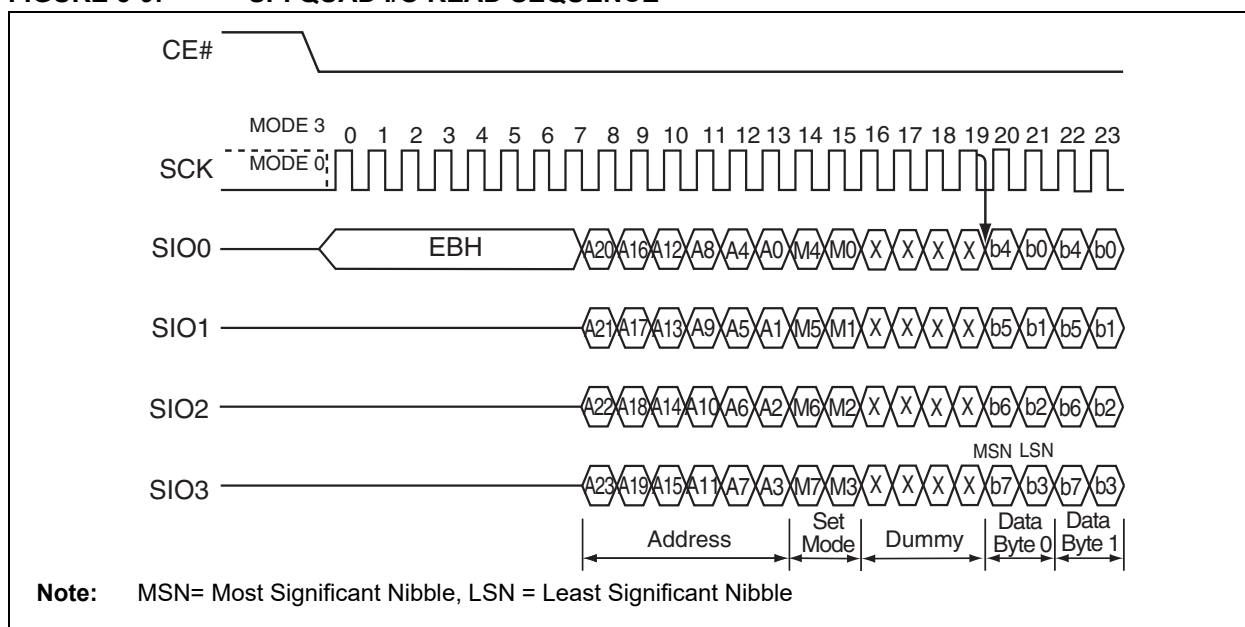 CE#
MODE 3 0 1 2 3 4 5 6 7 8 9 10 11 12 13 14 15 16 17 18 19 20 21 22 23
SCK MODE 0
SIO0 EBH A20 A16 A12 A8 A4 A0 M4 M0 X X X X b4 b0 b4 b0
SIO1 A21 A17 A13 A9 A5 A1 M5 M1 X X X X b5 b1 b5 b1
SIO2 A22 A18 A14 A10 A6 A2 M6 M2 X X X X b6 b2 b6 b2
MSN LSN
SIO3 A23 A19 A15 A11 A7 A3 M7 M3 X X X X b7 b3 b7 b3
Address Set Mode Dummy Data Byte 0 Data Byte 1
Note: MSN= Most Significant Nibble, LSN = Least Significant Nibble